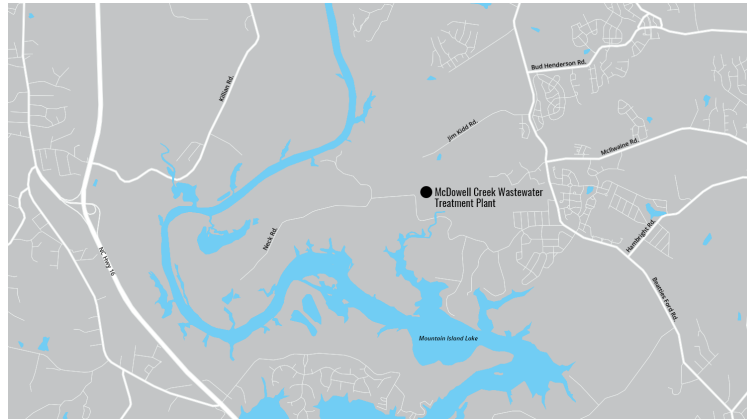 Bud Henderson Rd.
Killian Rd.
Jim Kidd Rd.
McIlwaine Rd.
McDowell Creek Wastewater
Treatment Plant
Neck Rd.
Hambright Rd.
NC Hwy 16
Beatties Ford Rd.
Mountain Island Lake